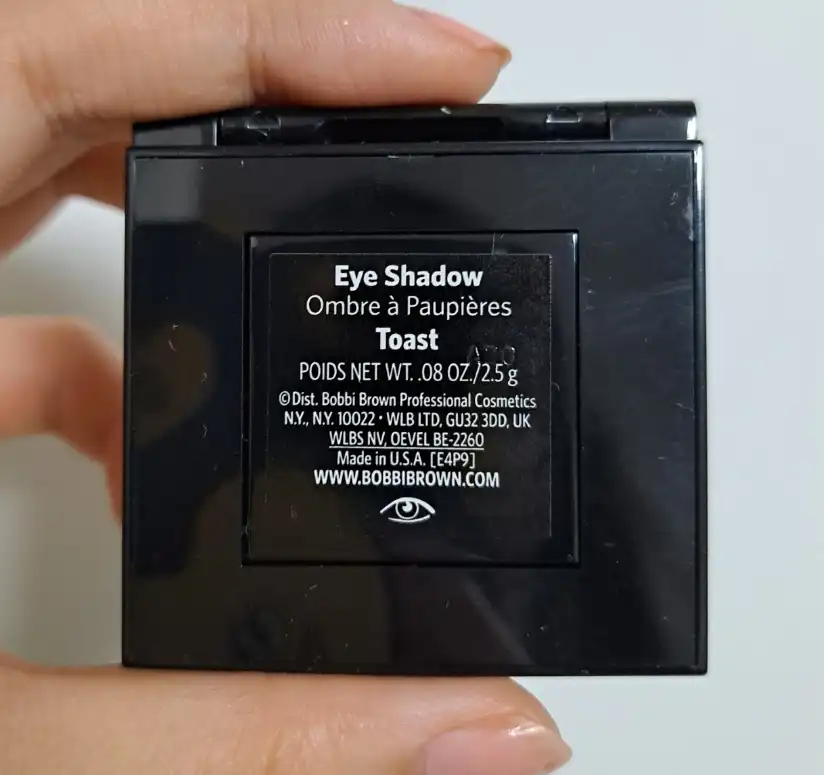 Eye Shadow
Ombre à Paupières
Toast
POIDS NET WT. .08 OZ./2.5 g
© Dist. Bobbi Brown Professional Cosmetics
N.Y., N.Y. 10022 • WLB LTD, GU32 3DD, UK
WLBS NV, OEVEL BE-2260
Made in U.S.A. [E4P9]
WWW.BOBBIBROWN.COM